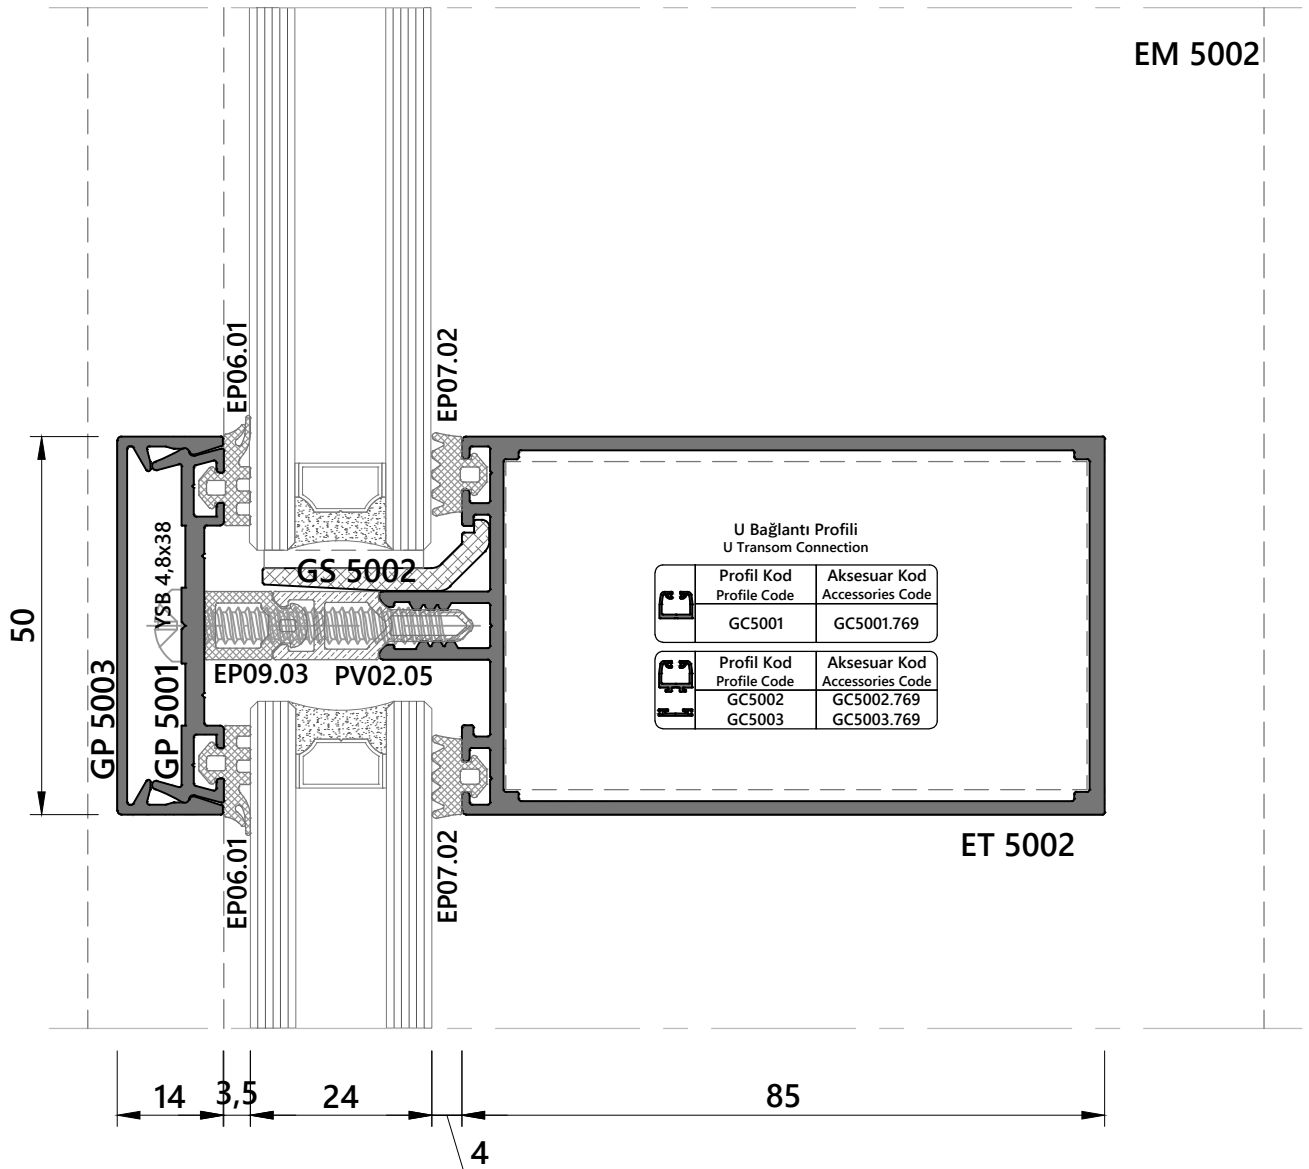 EM 5002
EP06.01
EP07.02
50
GP 5003
GP 5001
YSB 4,8x38
GS 5002
EP09.03
PV02.05
U Bağlantı Profili
U Transom Connection
Profil Kod
Profile Code
Aksesuar Kod
Accessories Code
GC5001
GC5001.769
Profil Kod
Profile Code
Aksesuar Kod
Accessories Code
GC5002
GC5002.769
GC5003
GC5003.769
ET 5002
EP06.01
EP07.02
14
3,5
24
85
4